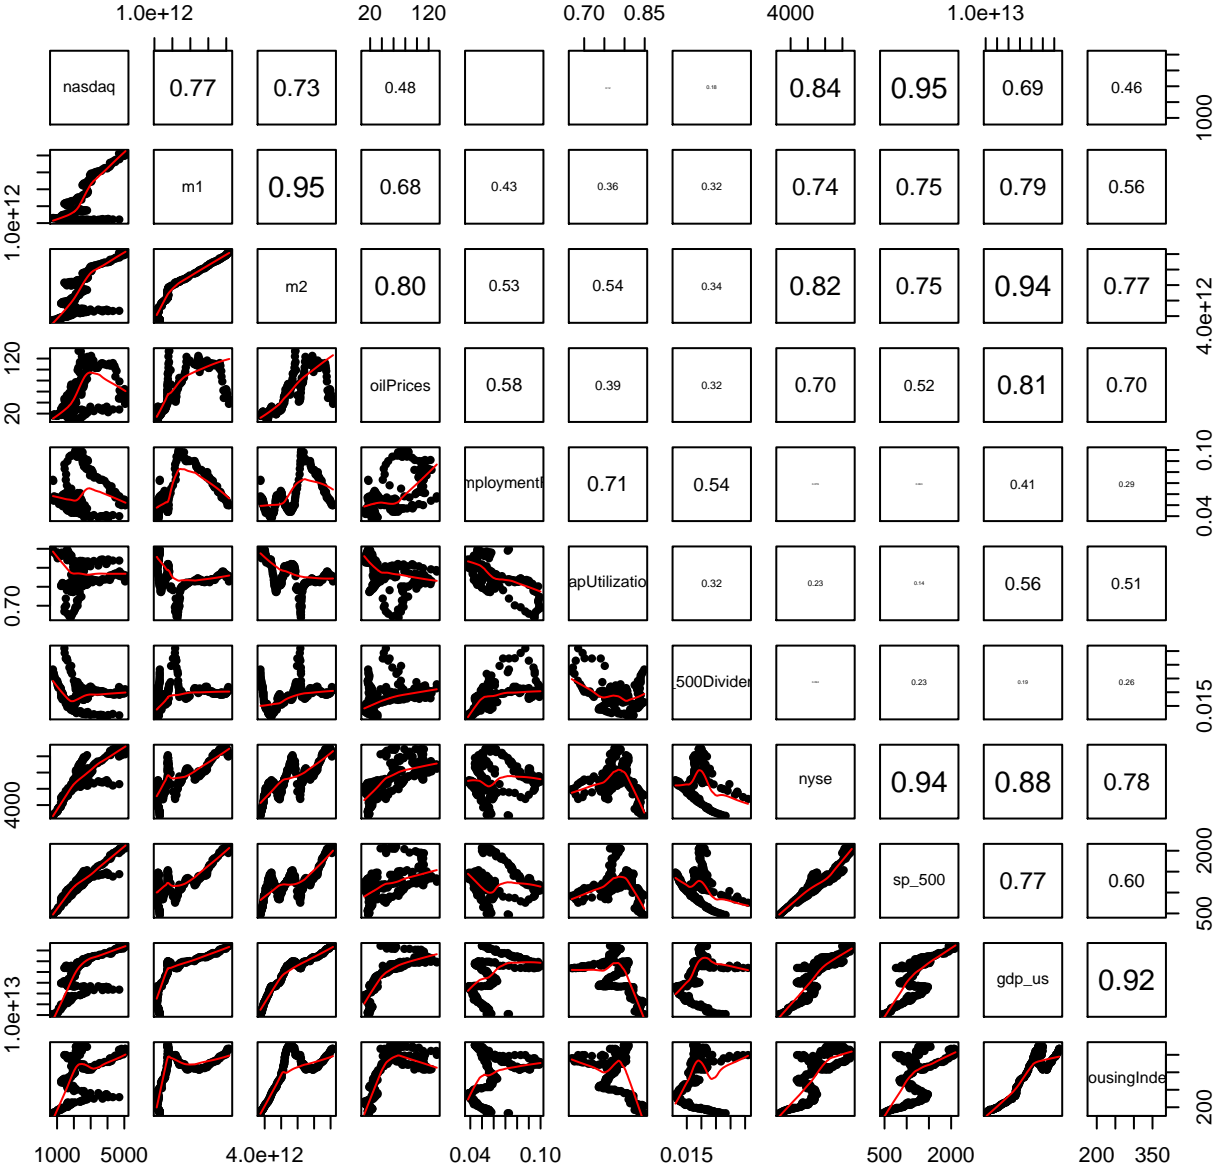 1.0e+12 20 120 0.70 0.85 4000 1.0e+13
nasdaq 0.77 0.73 0.48 0.18 0.84 0.95 0.69 0.46 1000
1.0e+12 m1 0.95 0.68 0.43 0.36 0.32 0.74 0.75 0.79 0.56
m2 0.80 0.53 0.54 0.34 0.82 0.75 0.94 0.77 4.0e+12
20 120 oilPrices 0.58 0.39 0.32 0.70 0.52 0.81 0.70
mploymentl 0.71 0.54 0.41 0.29 0.04 0.10
0.70 apUtilizatio 0.32 0.23 0.14 0.56 0.51
_500Divider 0.23 0.19 0.26 0.015
4000 nyse 0.94 0.88 0.78
sp_500 0.77 0.60 500 2000
1.0e+13 gdp_us 0.92
ousingInde 200
1000 5000 4.0e+12 0.04 0.10 0.015 500 2000 200 350